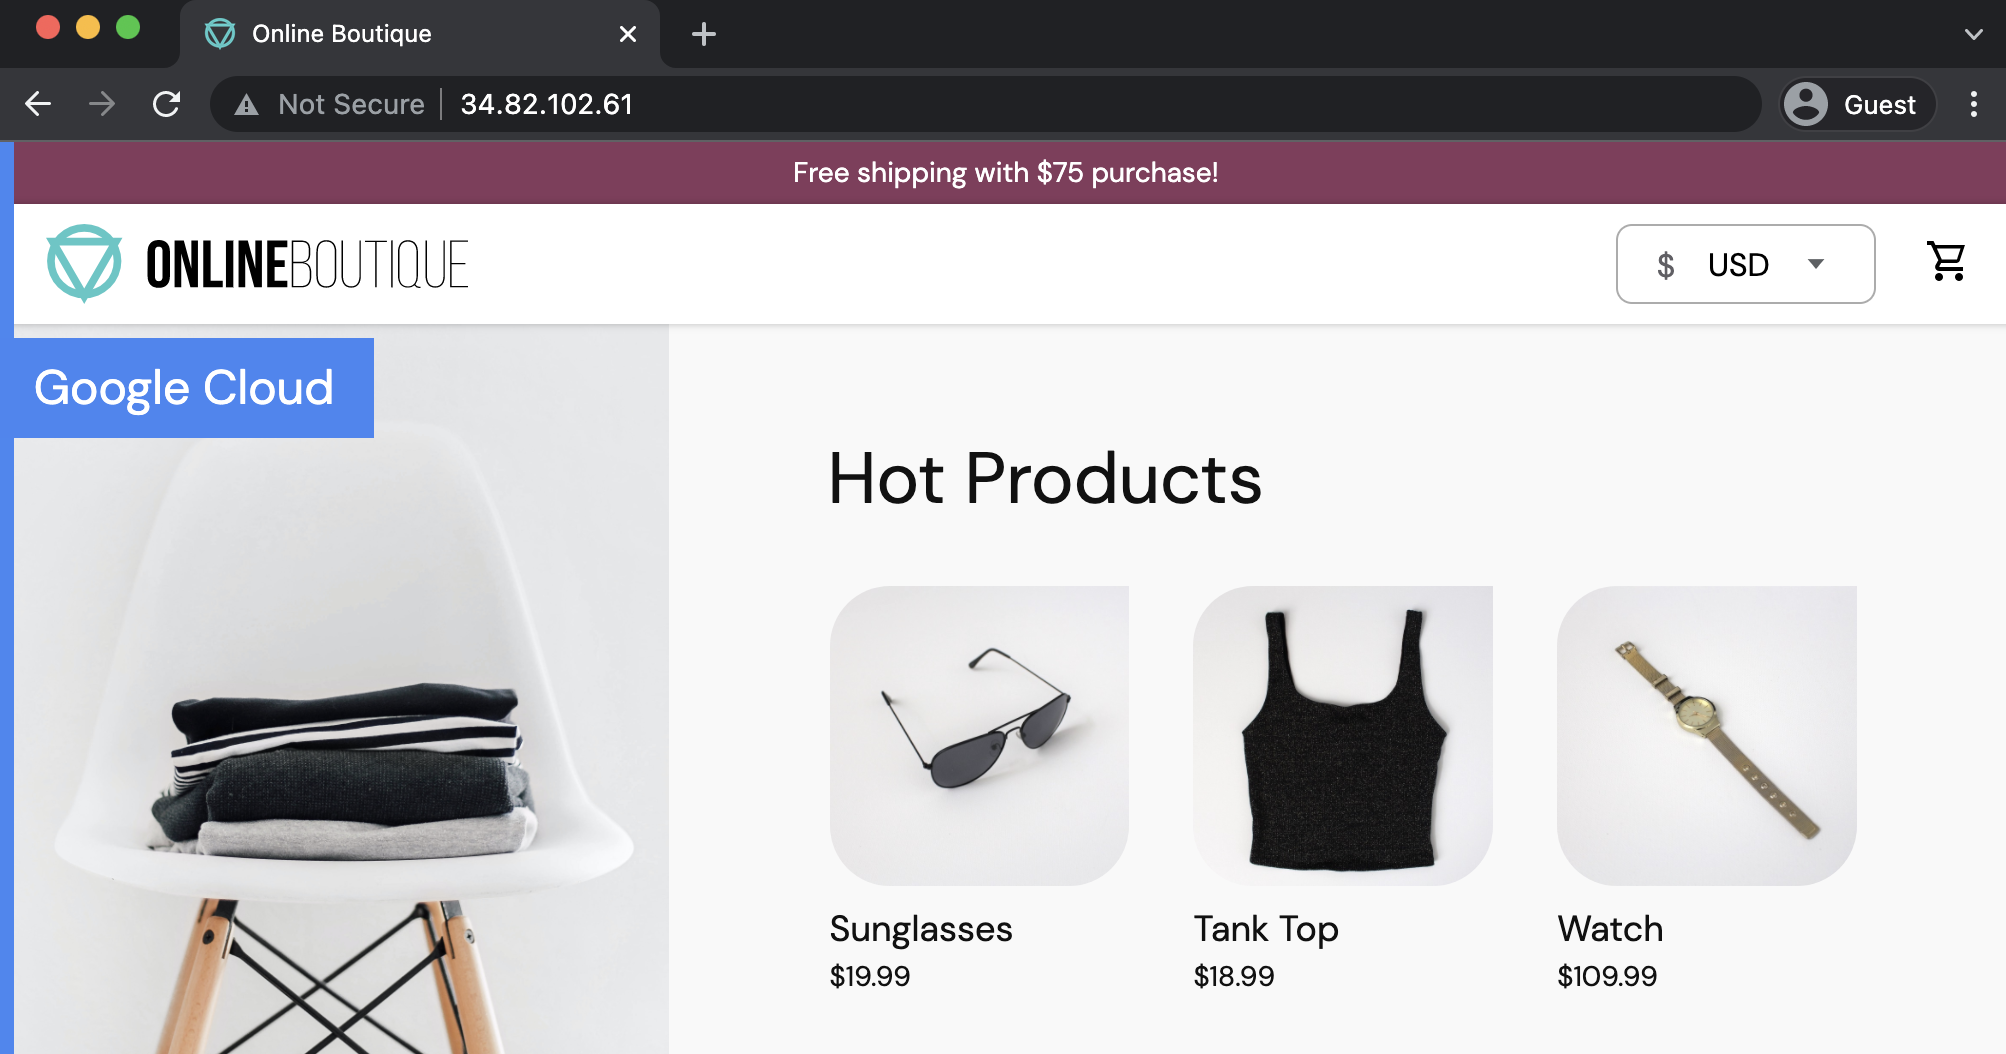 Online Boutique
Not Secure 34.82.102.61
Guest
Free shipping with $75 purchase!
ONLINEBOUTIQUE
$ USD
Google Cloud
Hot Products
Sunglasses
$19.99
Tank Top
$18.99
Watch
$109.99